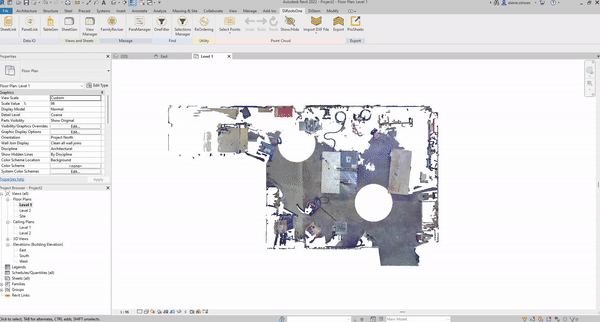 Autodesk Revit 2022 - Project2 - Floor Plan: Level 1
File Architecture Structure Steel Precast Systems Insert Annotate Analyze Massing & Site Collaborate View Manage Add-Ins
Modify
SheetLink PanelLink TableGen SheetGen View Manager FamilyReviser ParaManager OneFilter ReOrdering Select Points Show/Hide Import DXF File Export
Data IO Views and Sheets Manage Find Selections Utility Point Cloud Export
East Level 1
Properties
Floor Plan
Floor Plan: Level 1 Edit Type
Graphics
View Scale Custom
Scale Value 1: 96
Display Model Normal
Detail Level Coarse
Parts Visibility Show Original
Visibility/Graphics Overrides Edit...
Graphic Display Options Edit...
Orientation Project North
Wall Join Display Clean all wall joins
Discipline Architectural
Show Hidden Lines By Discipline
Color Scheme Location Background
Color Scheme <none>
System Color Schemes Edit...
Properties help Apply
Project Browser - Project2
Views (all)
Floor Plans
Level 1
Level 2
Site
Ceiling Plans
Level 1
Level 2
3D Views
Elevations (Building Elevation)
East
South
West
Legends
Schedules/Quantities (all)
Sheets (all)
Families
Groups
Revit Links
1 : 96
Click to select, TAB for alternates, CTRL adds, SHIFT unselects.
Main Model